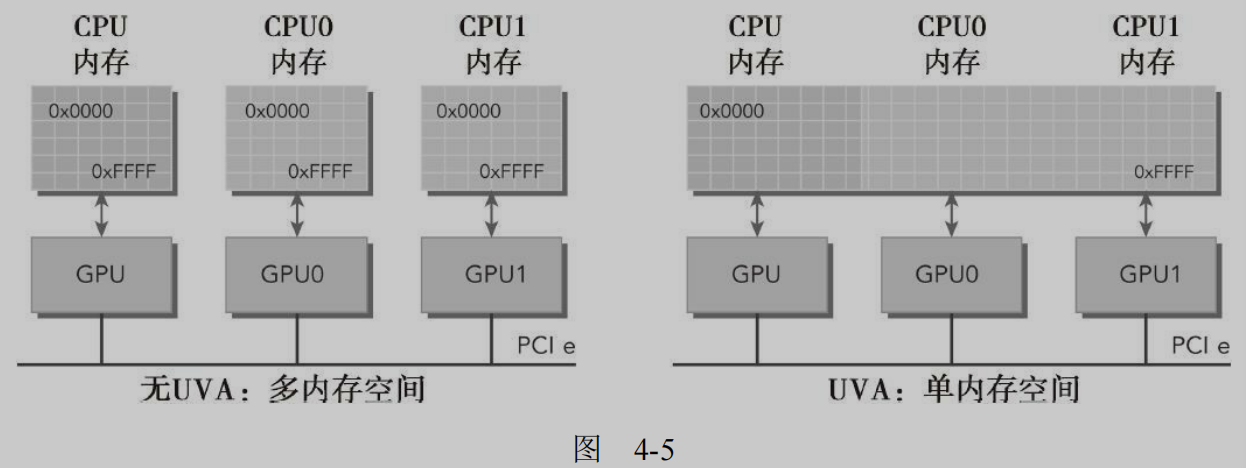 CPU CPU0 CPU1
内存 内存 内存
0x0000 0x0000 0x0000
0xFFFF 0xFFFF 0xFFFF
GPU GPU0 GPU1
PCI e
无UVA：多内存空间
CPU CPU0 CPU1
内存 内存 内存
0x0000
0xFFFF
GPU GPU0 GPU1
PCI e
UVA：单内存空间
图 4-5